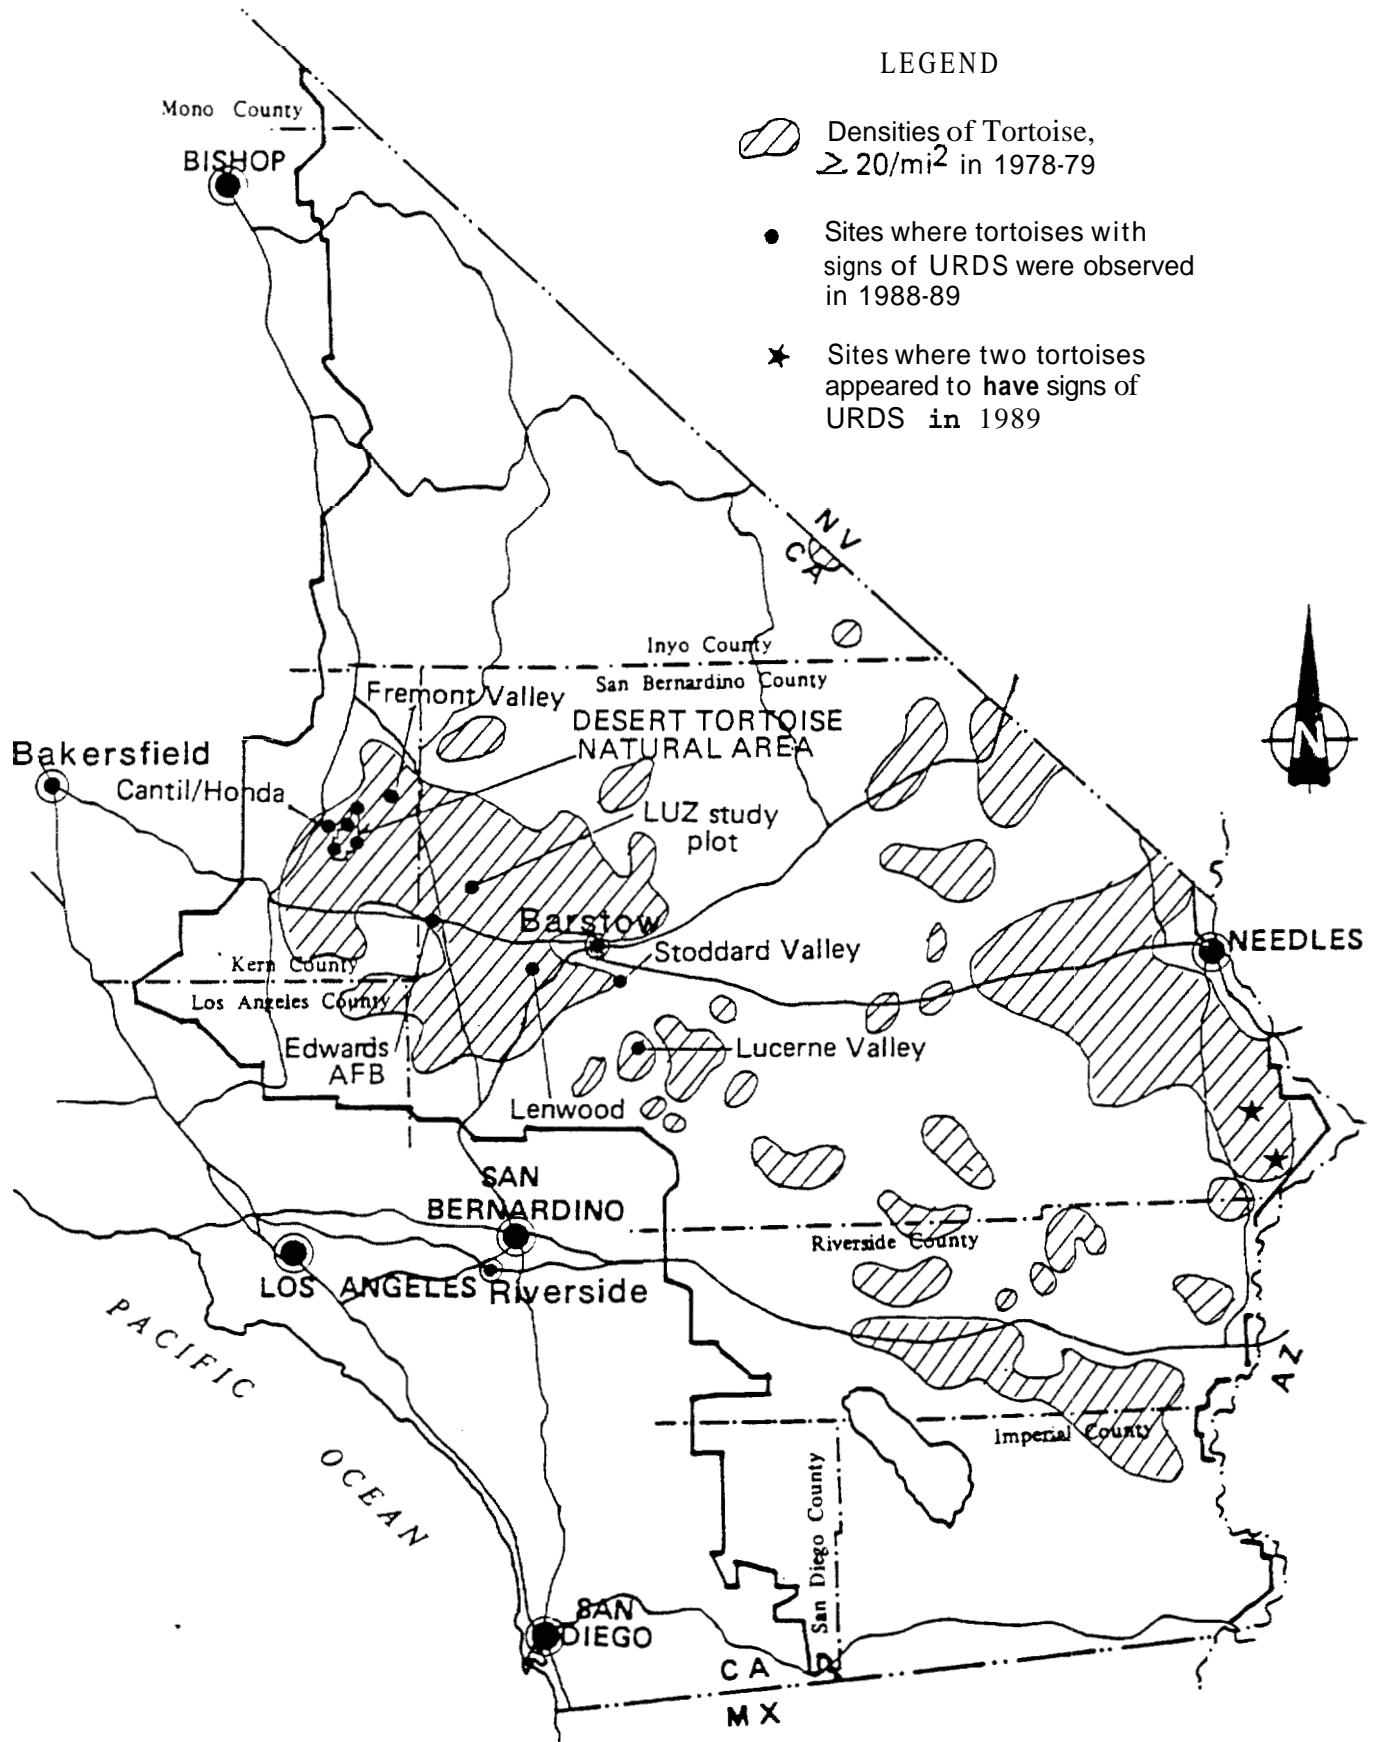 LEGEND
Densities of Tortoise,
≥ 20/mi² in 1978-79
Sites where tortoises with
signs of URDS were observed
in 1988-89
Sites where two tortoises
appeared to have signs of
URDS in 1989
Mono County
BISHOP
NV
CA
Inyo County
San Bernardino County
Fremont Valley
DESERT TORTOISE
NATURAL AREA
Bakersfield
Cantil/Honda
LUZ study
plot
N
Barstow
Stoddard Valley
NEEDLES
Kern County
Los Angeles County
Edwards
AFB
Lucerne Valley
Lenwood
SAN
BERNARDINO
Riverside County
LOS ANGELES
Riverside
PACIFIC
OCEAN
AZ
Imperial County
San Diego County
SAN
DIEGO
CA
MX